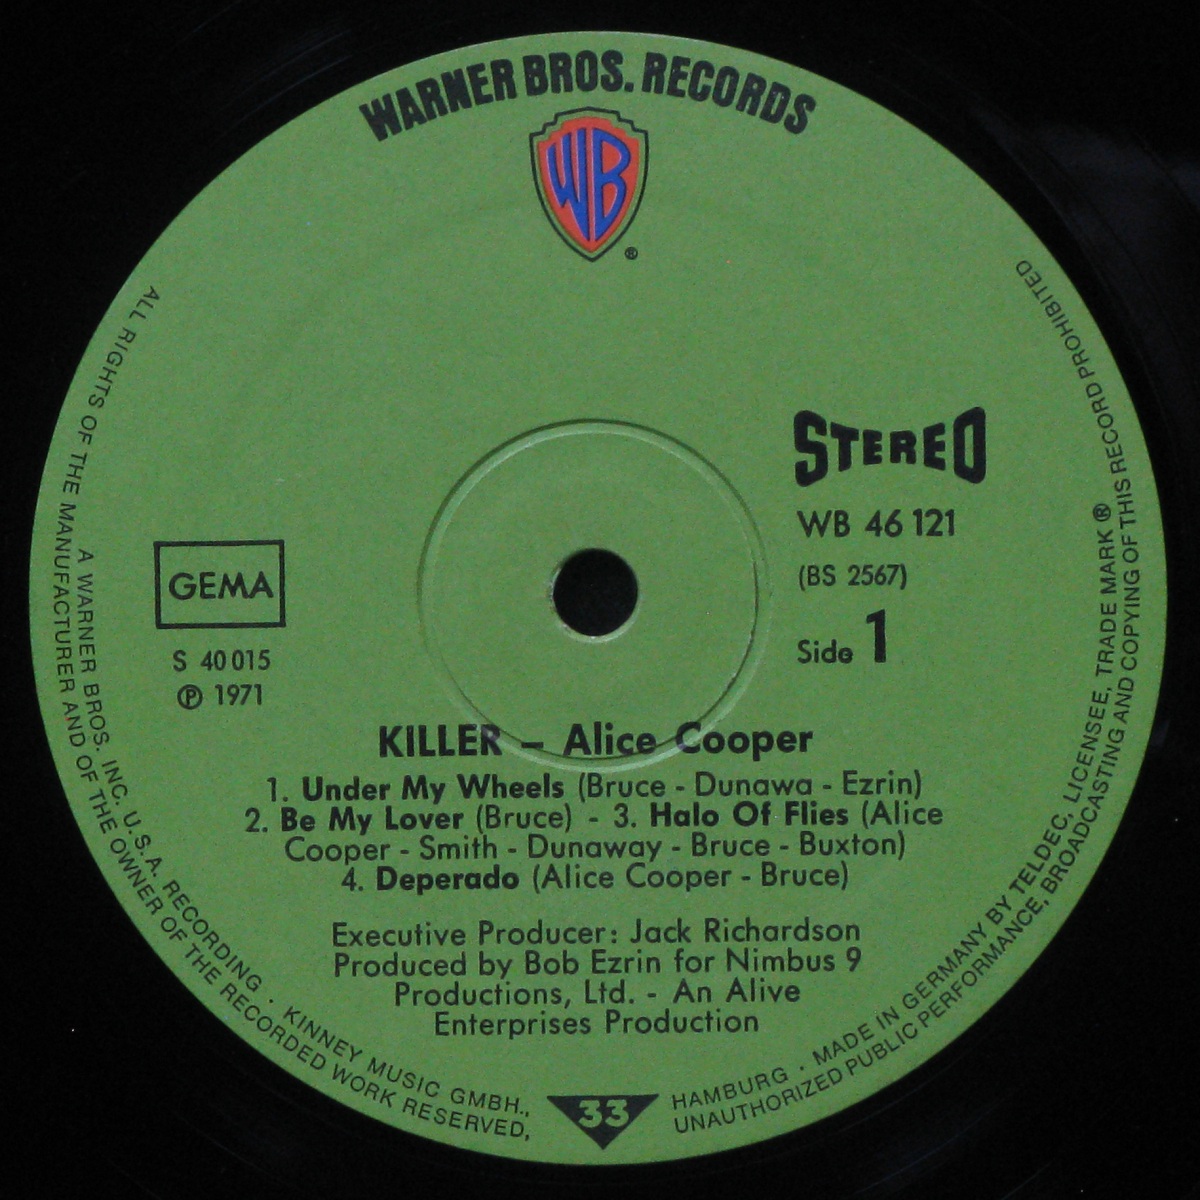 WARNER BROS. RECORDS
WB
®
STEREO
WB 46 121
(BS 2567)
Side 1
GEMA
S 40 015
℗ 1971
KILLER – Alice Cooper
1. Under My Wheels (Bruce - Dunawa - Ezrin)
2. Be My Lover (Bruce) - 3. Halo Of Flies (Alice
Cooper - Smith - Dunaway - Bruce - Buxton)
4. Deperado (Alice Cooper - Bruce)
Executive Producer: Jack Richardson
Produced by Bob Ezrin for Nimbus 9
Productions, Ltd. - An Alive
Enterprises Production
33
A WARNER BROS. INC. U.S.A. RECORDING · KINNEY MUSIC GMBH., HAMBURG · MADE IN GERMANY BY TELDEC, LICENSEE, TRADE MARK ®
ALL RIGHTS OF THE MANUFACTURER AND OF THE OWNER OF THE RECORDED WORK RESERVED, UNAUTHORIZED PUBLIC PERFORMANCE, BROADCASTING AND COPYING OF THIS RECORD PROHIBITED